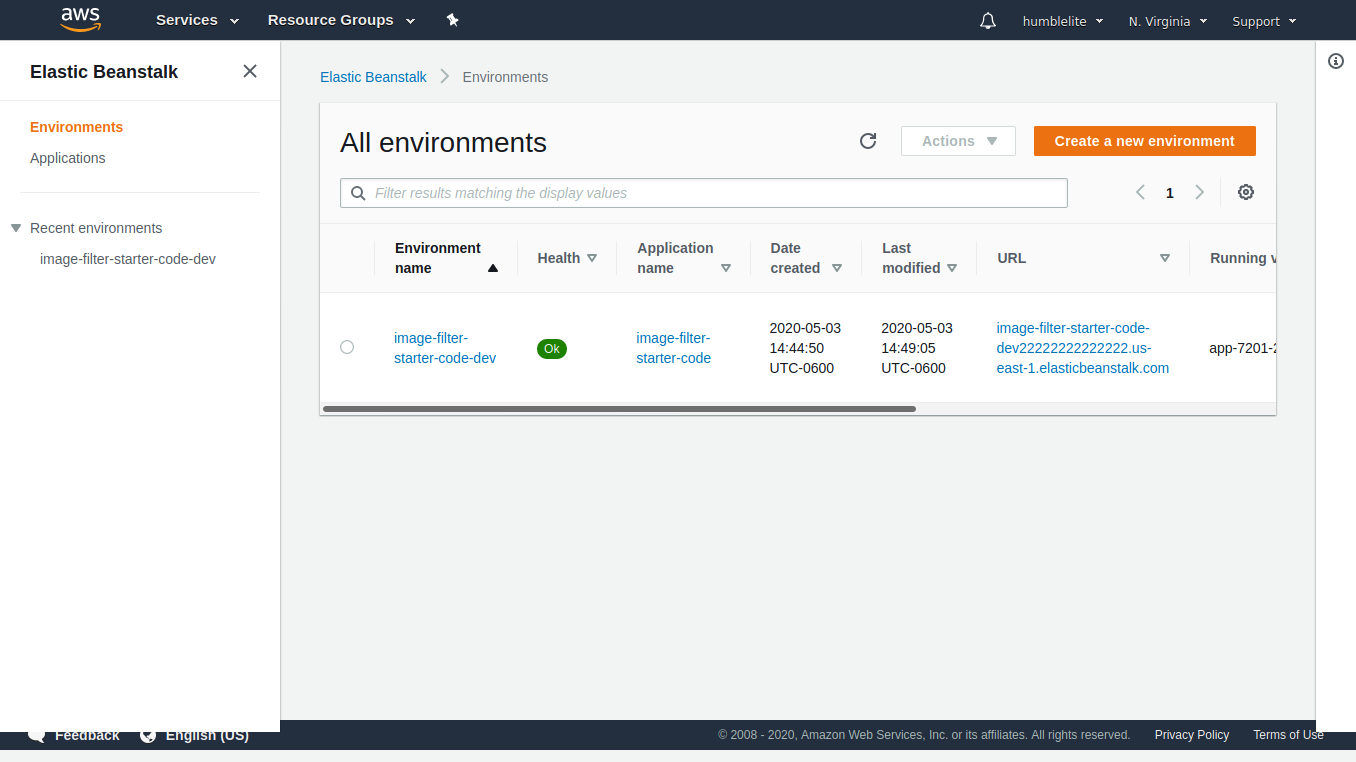 aws
Services
Resource Groups
humblelite
N. Virginia
Support
Elastic Beanstalk
Environments
Applications
Recent environments
image-filter-starter-code-dev
Elastic Beanstalk
Environments
All environments
Actions
Create a new environment
Filter results matching the display values
1
Environment
name
Health
Application
name
Date
created
Last
modified
URL
Running v
image-filter-
starter-code-dev
Ok
image-filter-
starter-code
2020-05-03
14:44:50
UTC-0600
2020-05-03
14:49:05
UTC-0600
image-filter-starter-code-
dev22222222222222.us-
east-1.elasticbeanstalk.com
app-7201-2
Feedback
English (US)
© 2008 - 2020, Amazon Web Services, Inc. or its affiliates. All rights reserved.
Privacy Policy
Terms of Use